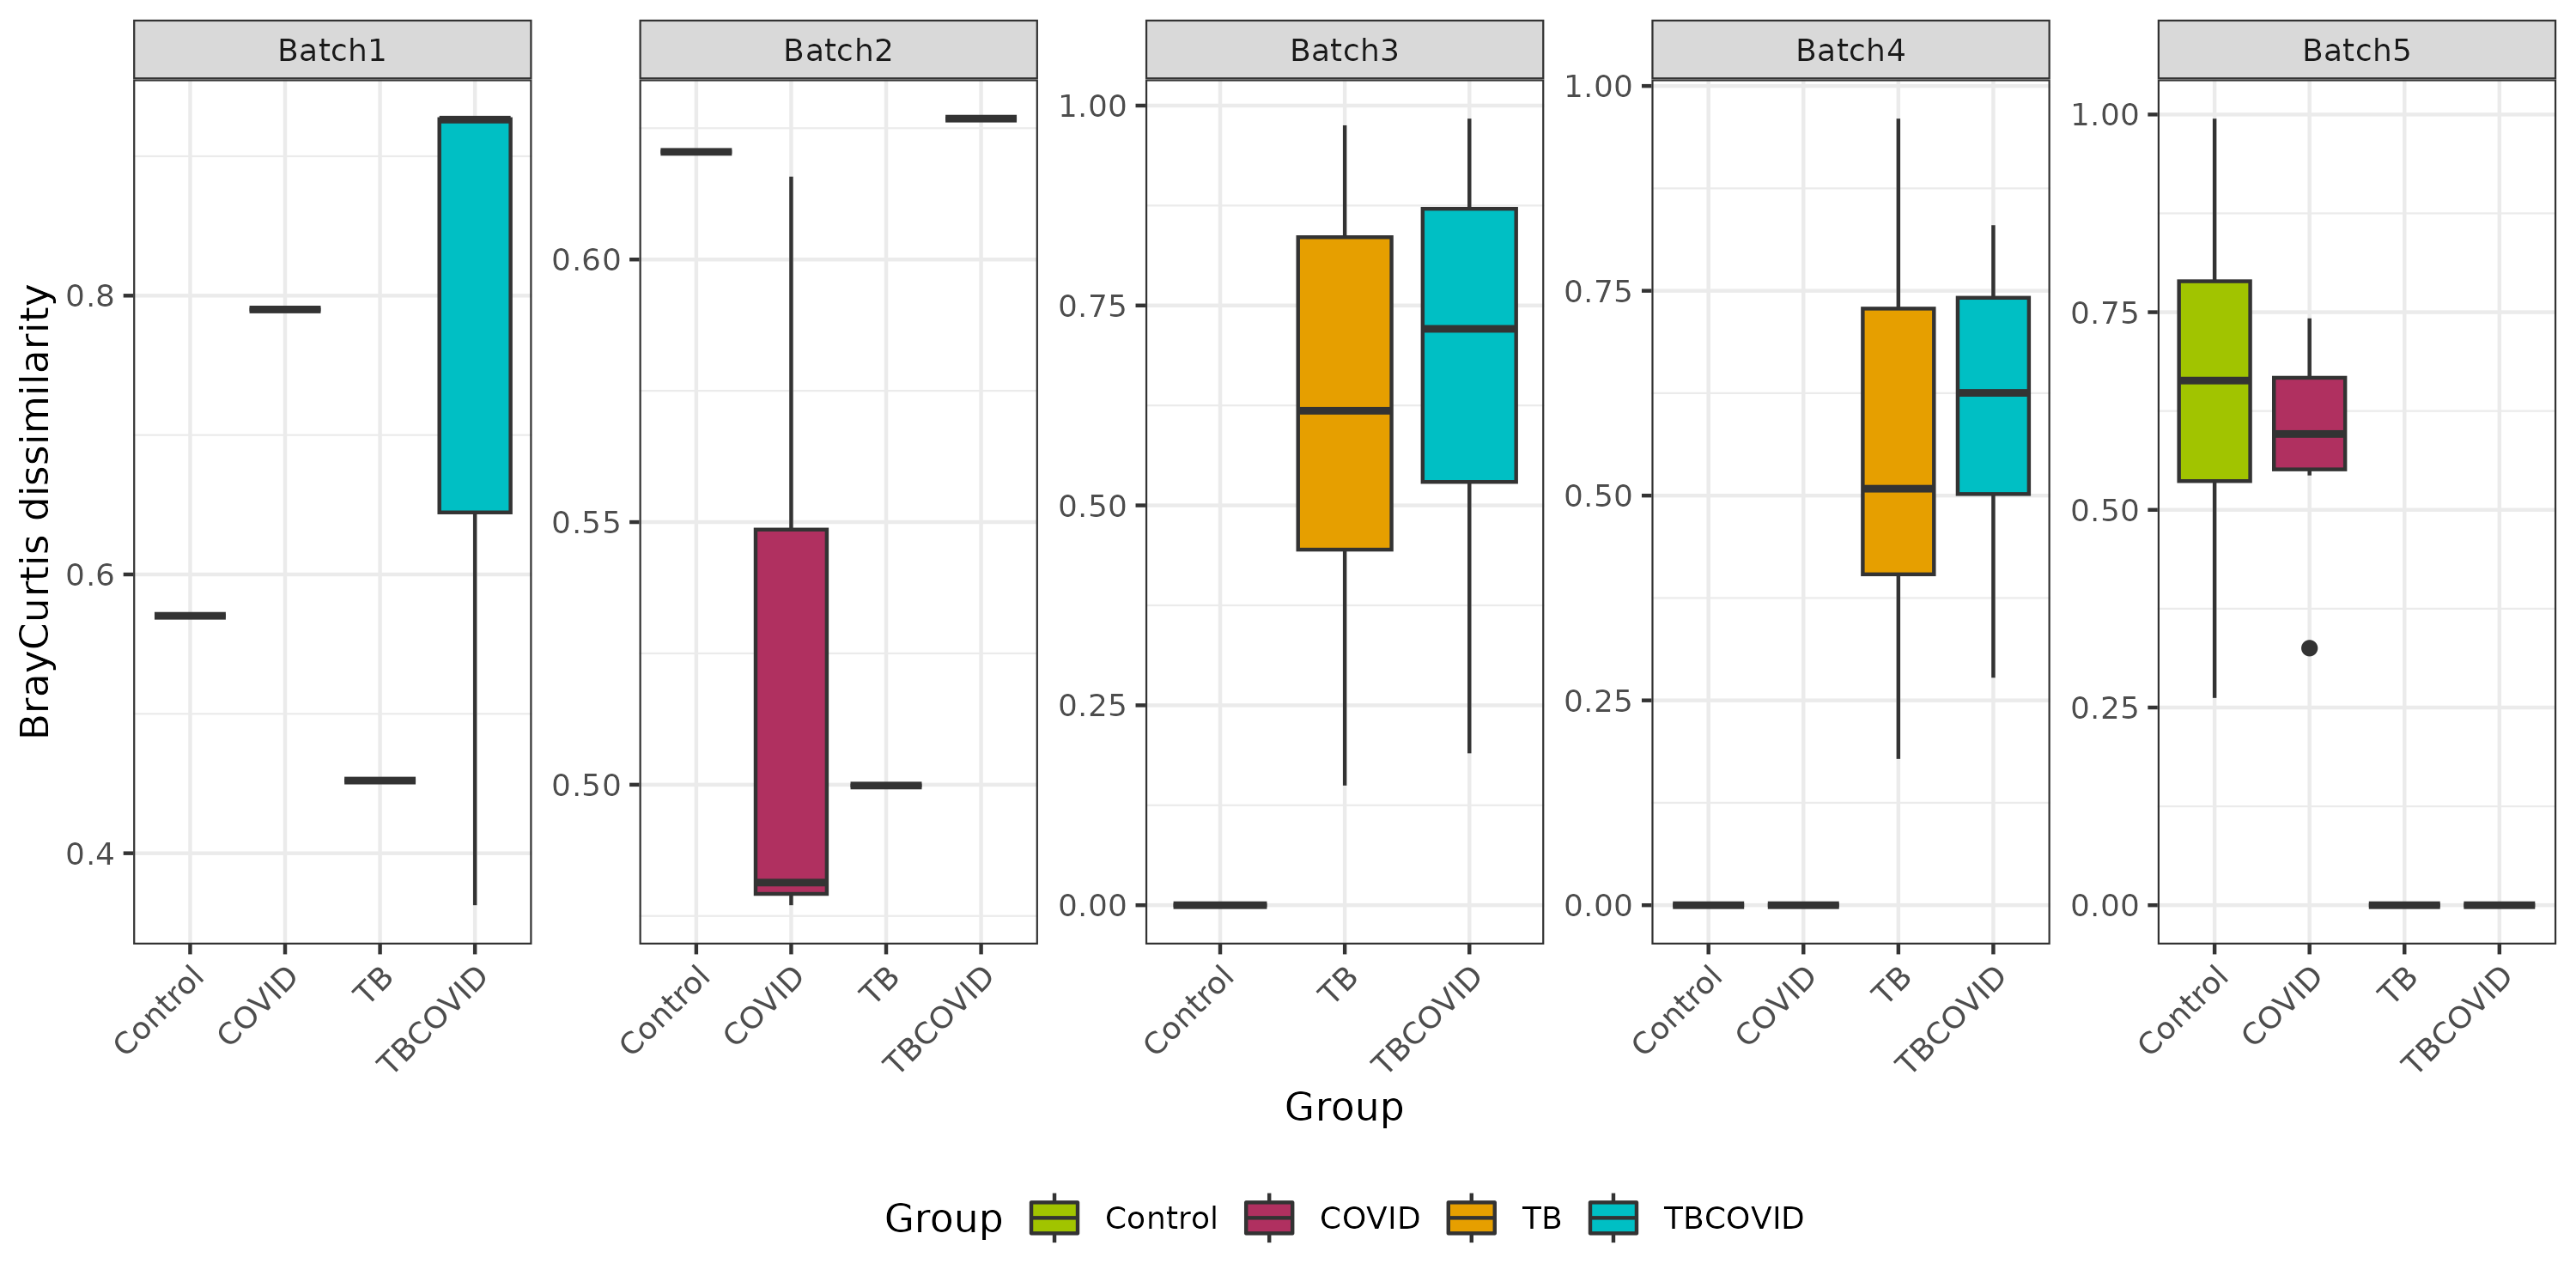 Batch1 Batch2 Batch3 Batch4 Batch5
BrayCurtis dissimilarity
0.8
0.6
0.4
0.60
0.55
0.50
1.00
0.75
0.50
0.25
0.00
1.00
0.75
0.50
0.25
0.00
1.00
0.75
0.50
0.25
0.00
Control COVID TB TBCOVID
Control COVID TB TBCOVID
Control TB TBCOVID
Control COVID TB TBCOVID
Control COVID TB TBCOVID
Group
Group Control COVID TB TBCOVID